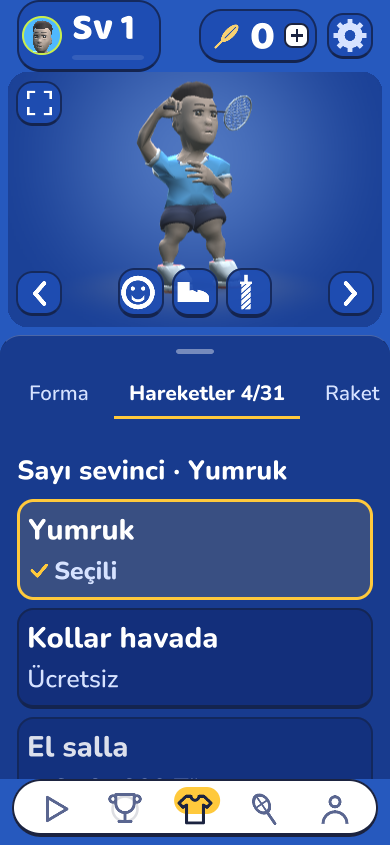 Sv 1
0
Forma
Hareketler 4/31
Raket
Sayı sevinci · Yumruk
Yumruk
Seçili
Kollar havada
Ücretsiz
El salla